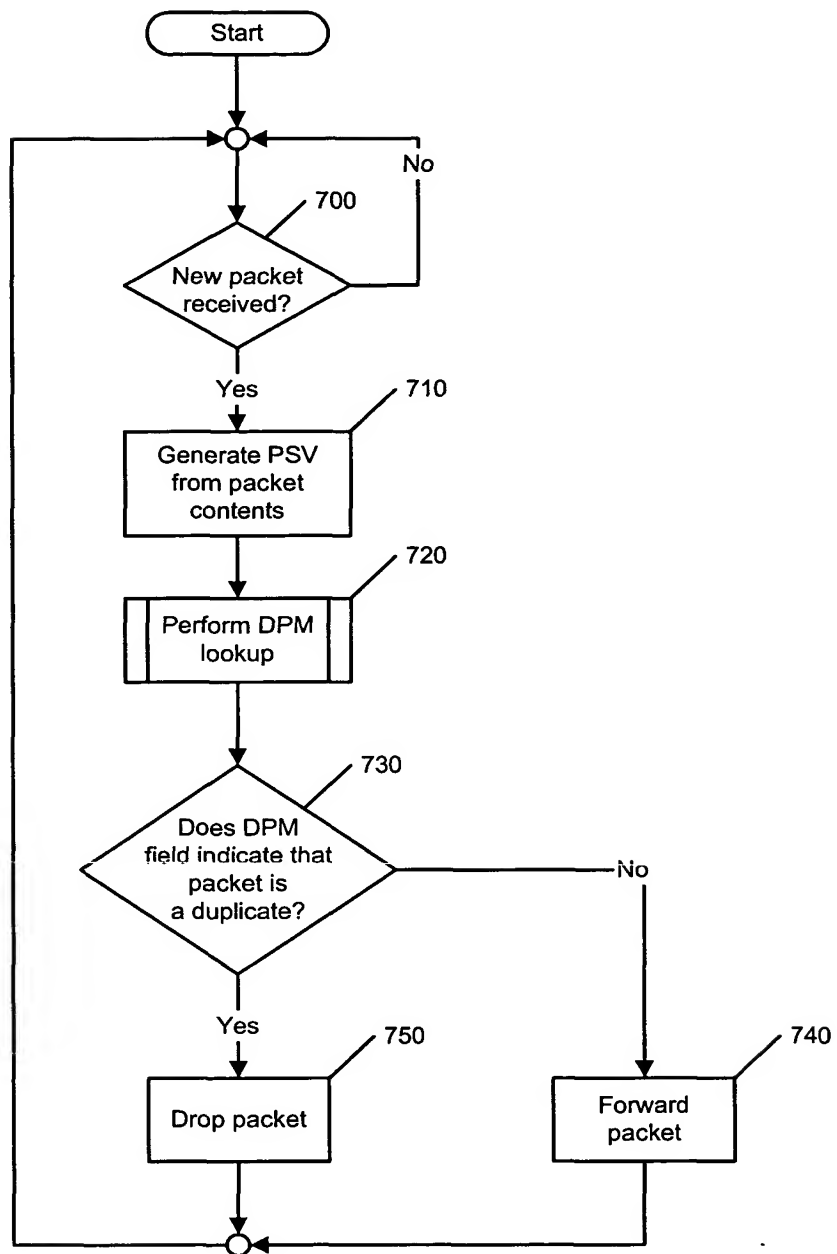 Start
No
700
New packet
received?
Yes
710
Generate PSV
from packet
contents
720
Perform DPM
lookup
730
Does DPM
field indicate that
packet is
a duplicate?
No
Yes
750
740
Drop packet
Forward
packet